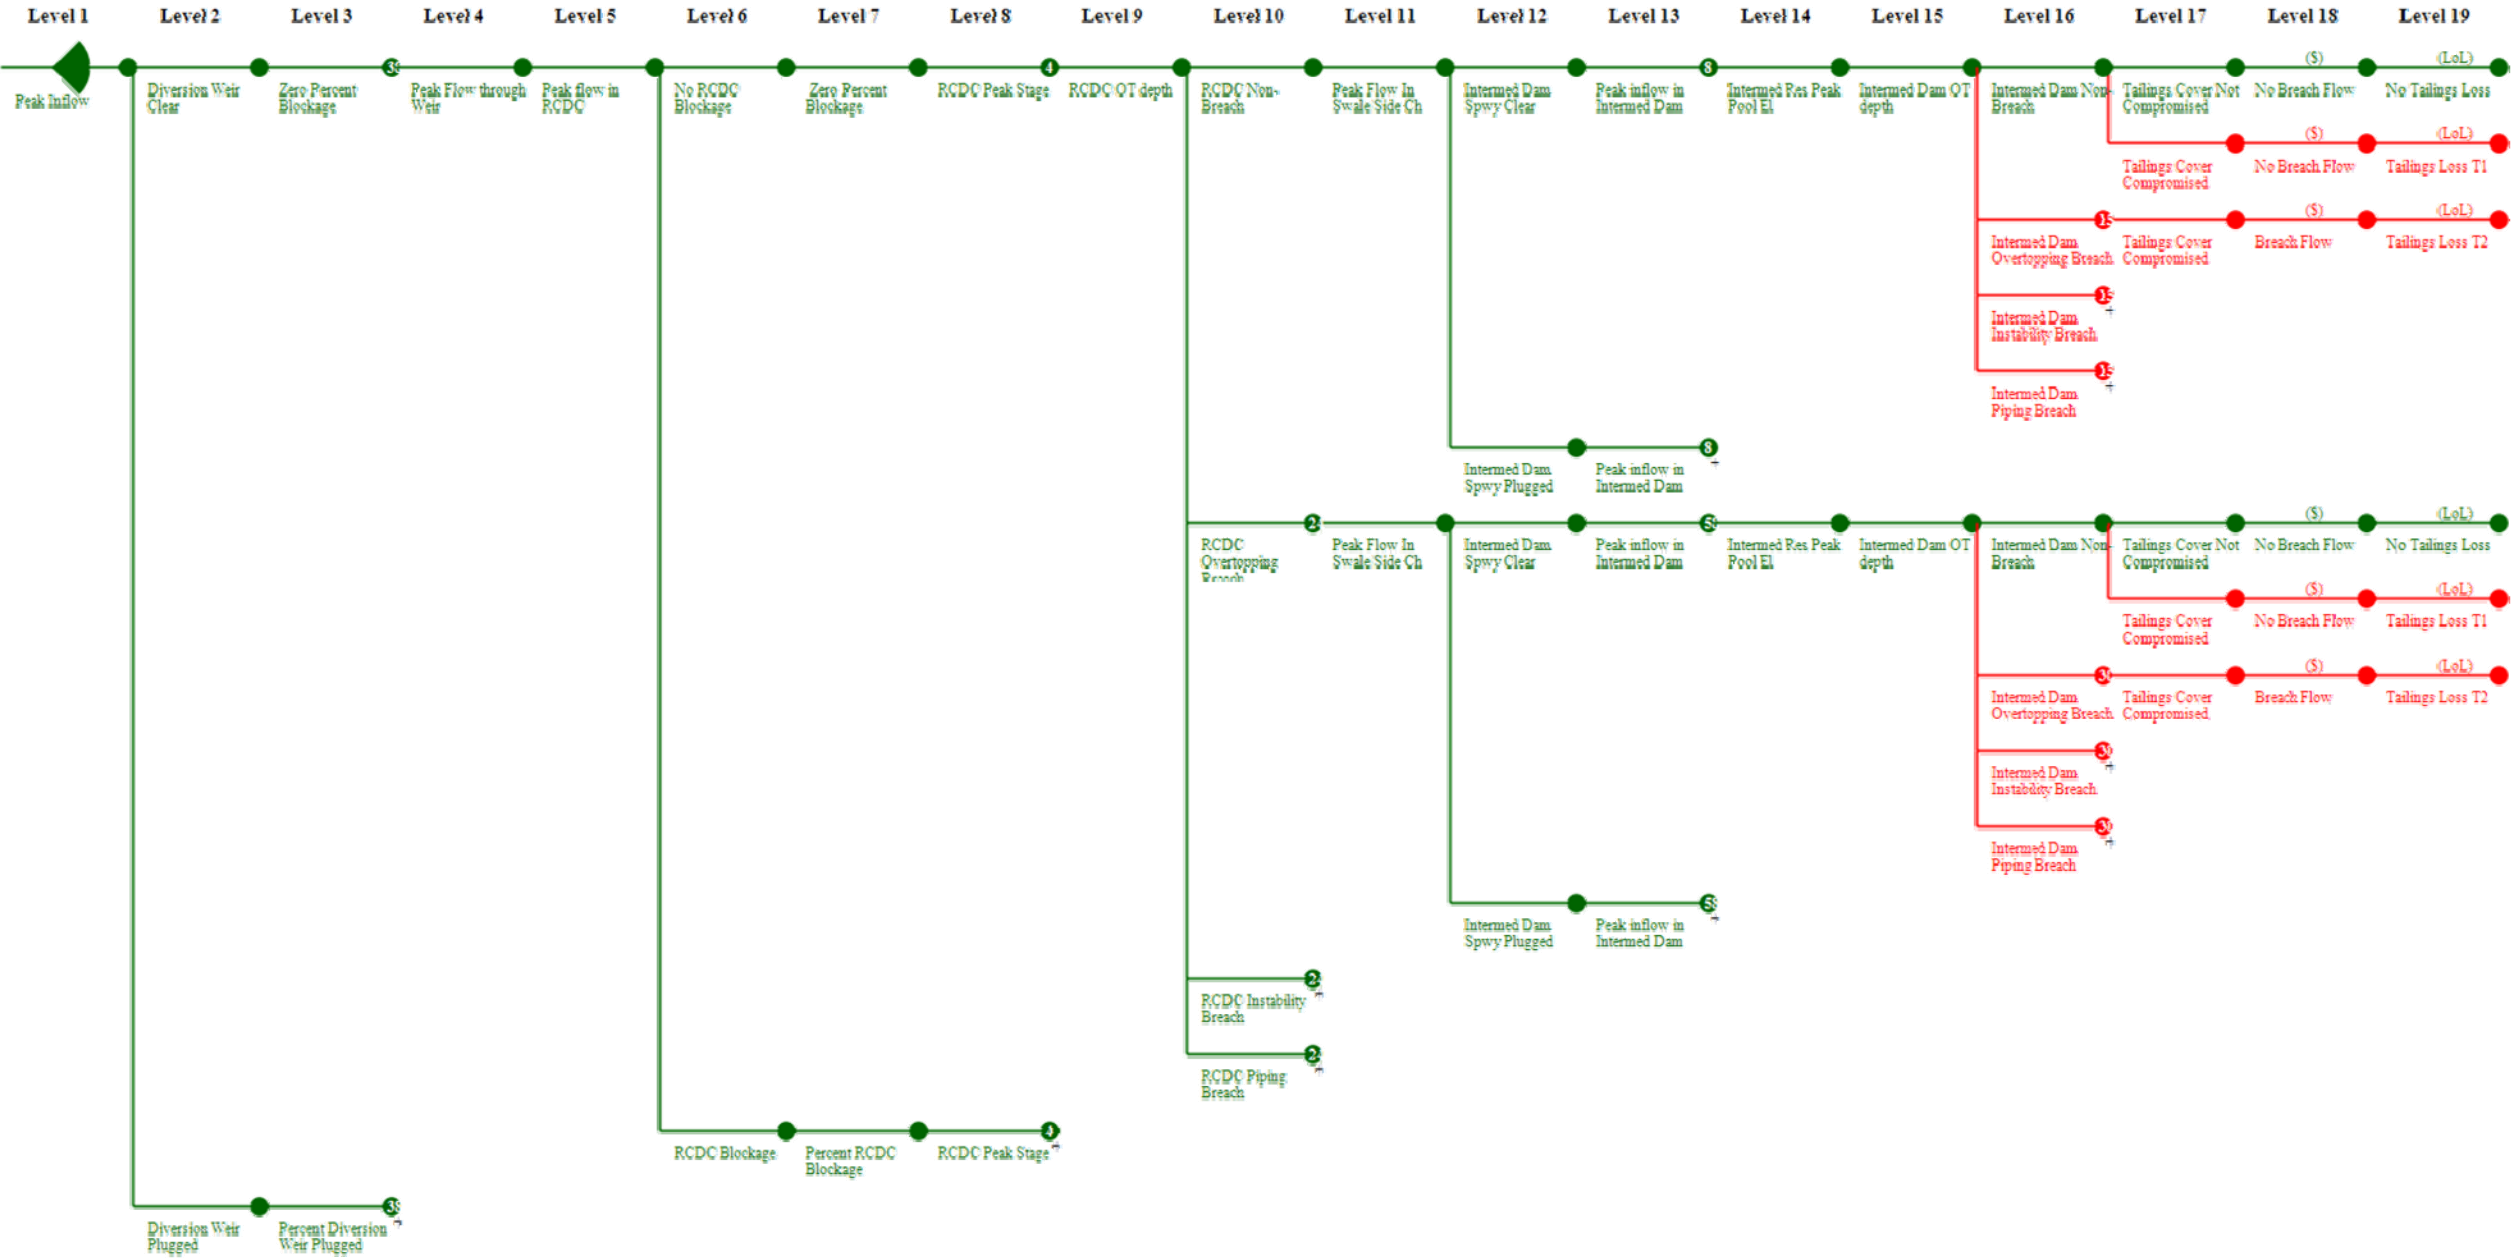 Level 1 Level 2 Level 3 Level 4 Level 5 Level 6 Level 7 Level 8 Level 9 Level 10 Level 11 Level 12 Level 13 Level 14 Level 15 Level 16 Level 17 Level 18 Level 19
($) (LoL)
4 8
Peak Inflow
Diversion Weir Zero Percent Peak Flow through Peak flow in No RCDC Zero Percent RCDC Peak Stage RCDC OT depth RCDC Non- Peak Flow In Intermed Dam Peak inflow in Intermed Res Peak Intermed Dam OT Intermed Dam Non- Tailings Cover Not No Breach Flow No Tailings Loss
Clear Blockage Weir RCDC Blockage Blockage Breach Swale Side Ch Spwy Clear Intermed Dam Pool El depth Breach Compromised
($) (LoL)
Tailings Cover No Breach Flow Tailings Loss T1
Compromised
($) (LoL)
15
Intermed Dam Tailings Cover Breach Flow Tailings Loss T2
Overtopping Breach Compromised
15
+
Intermed Dam
Instability Breach
15
+
Intermed Dam
Piping Breach
8
+
Intermed Dam Peak inflow in
Spwy Plugged Intermed Dam
($) (LoL)
RCDC Peak Flow In Intermed Dam Peak inflow in Intermed Res Peak Intermed Dam OT Intermed Dam Non- Tailings Cover Not No Breach Flow No Tailings Loss
Overtopping Swale Side Ch Spwy Clear Intermed Dam Pool El depth Breach Compromised
Breach
($) (LoL)
Tailings Cover No Breach Flow Tailings Loss T1
Compromised
($) (LoL)
Intermed Dam Tailings Cover Breach Flow Tailings Loss T2
Overtopping Breach Compromised
+
Intermed Dam
Instability Breach
+
Intermed Dam
Piping Breach
+
Intermed Dam Peak inflow in
Spwy Plugged Intermed Dam
+
RCDC Instability
Breach
+
RCDC Piping
Breach
4
+
RCDC Blockage Percent RCDC RCDC Peak Stage
Blockage
+
Diversion Weir Percent Diversion
Plugged Weir Plugged